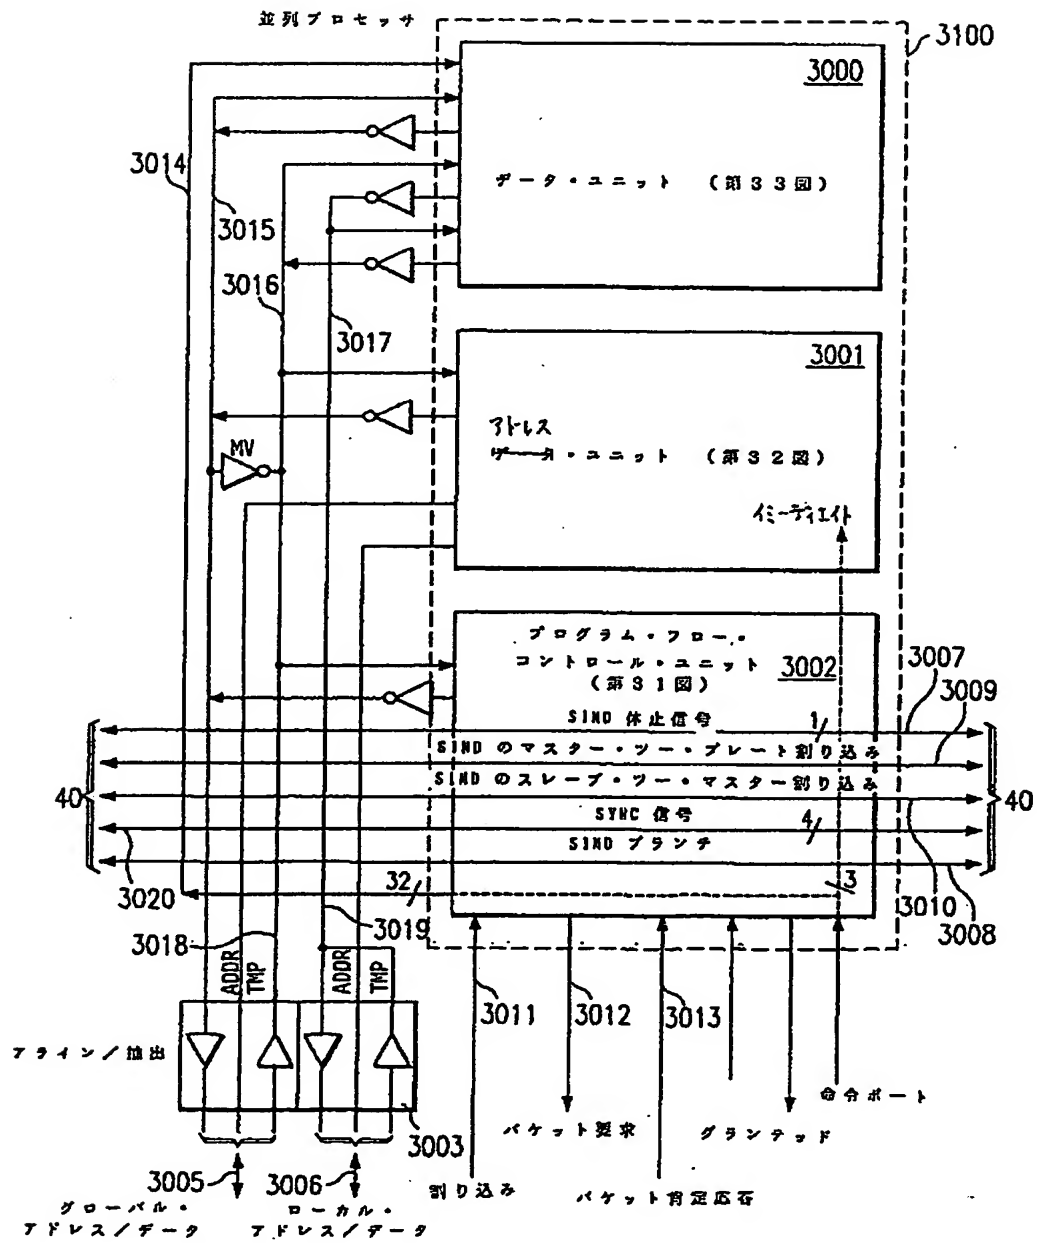 並列プロセッサ
3100
3000
データ・ユニット （第33図）
3014
3015
3016
3017
3001
アドレス
データ・ユニット （第32図）
MV
イミーディエイト
プログラム・フロー・
コントロール・ユニット
（第31図）
3002
3007
3009
SIMD 休止信号
1
SIMD のマスター・ツー・プレート割り込み
SIMD のスレーブ・ツー・マスター割り込み
40
40
SYNC 信号
4
SIMD ブランチ
3020
32
3
3010
3008
3018
3019
ADDR
TMP
ADDR
TMP
3011
3012
3013
アライン／抽出
命令ポート
3003
パケット要求
グランテッド
3005
3006
割り込み
パケット肯定応答
グローバル・
アドレス／データ
ローカル・
アドレス／データ